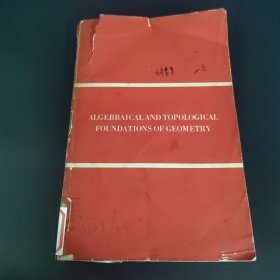 ALGEBRAICAL AND TOPOLOGICAL
FOUNDATIONS OF GEOMETRY